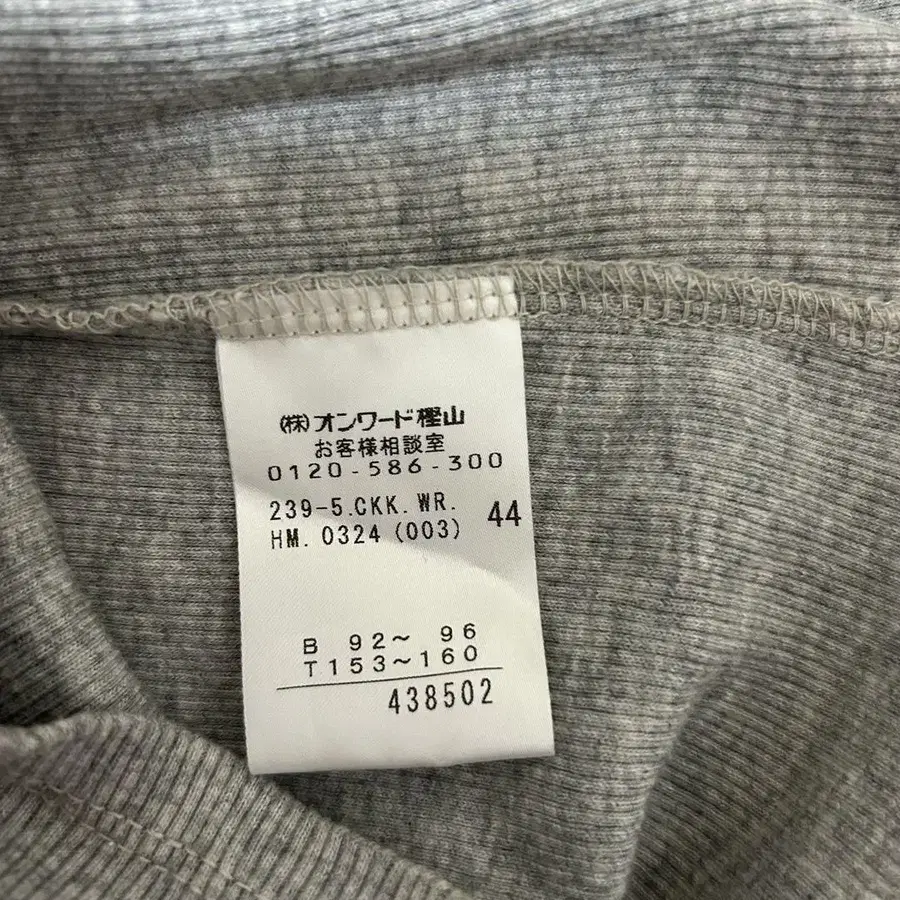 (株)オンワード樫山
お客様相談室
0120-586-300
239-5.CKK.WR.
HM.0324(003) 44
B 92～ 96
T153～160
438502